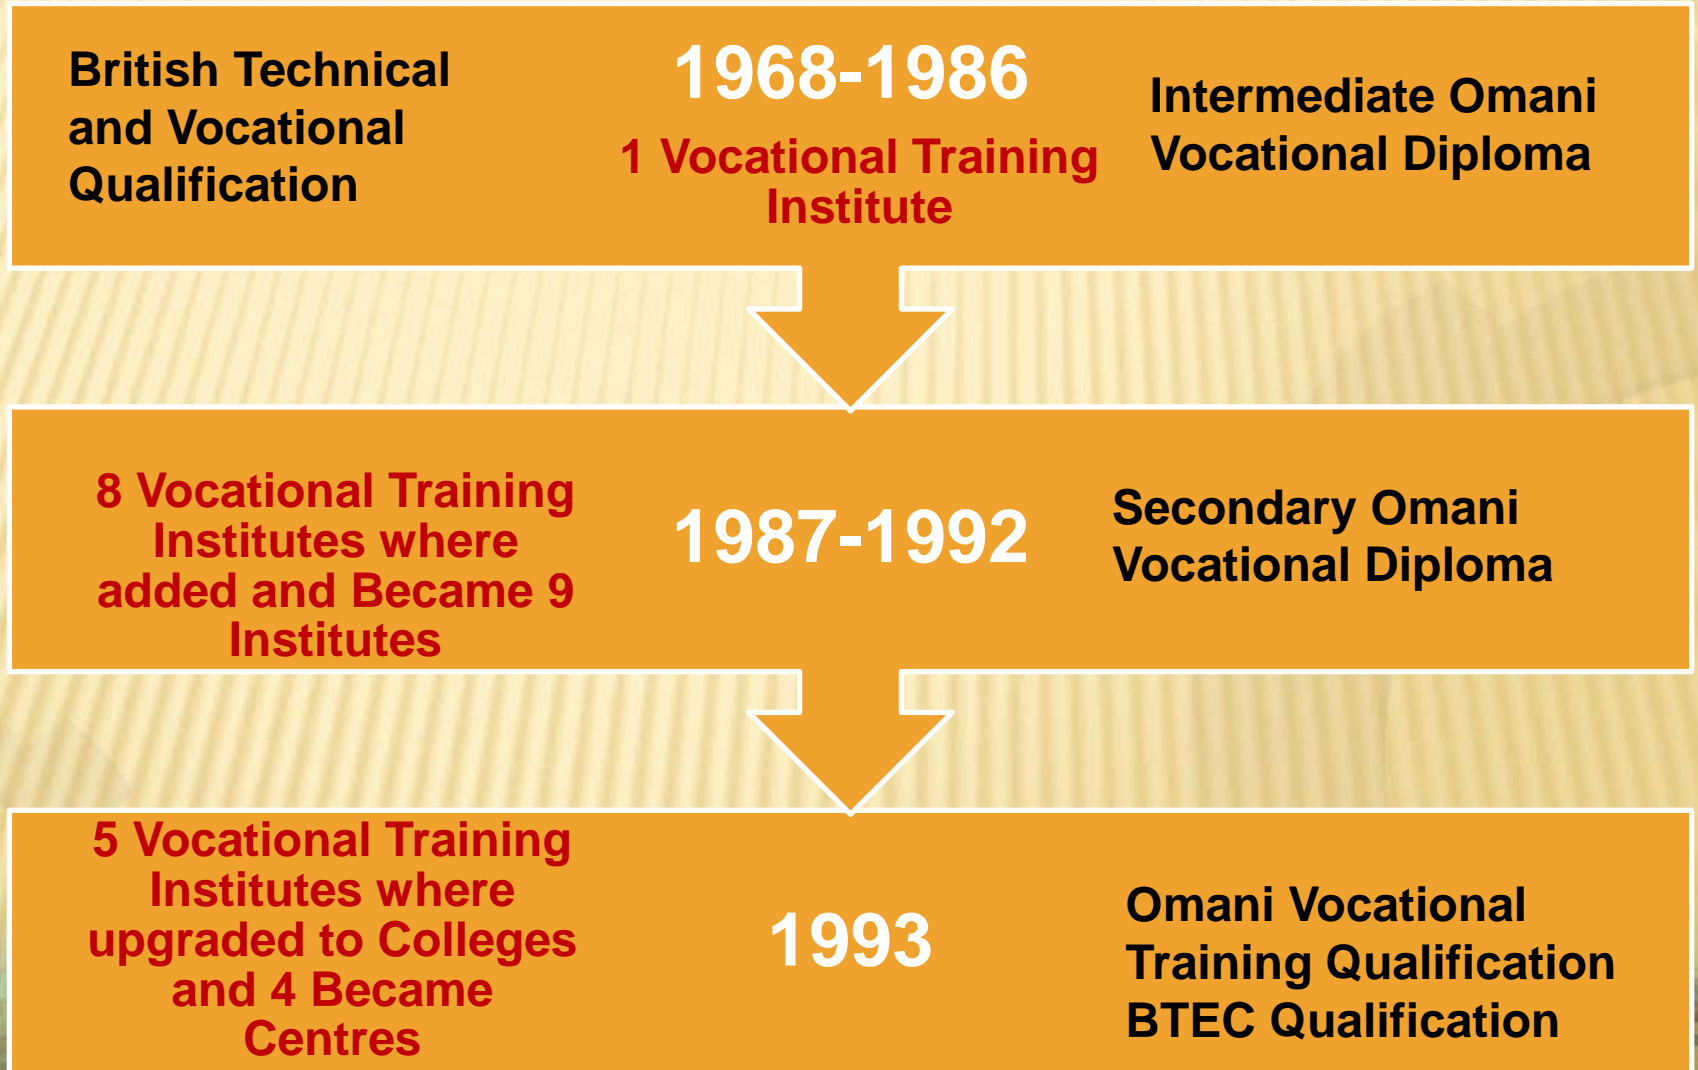 British Technical
and Vocational
Qualification
1968-1986
1 Vocational Training
Institute
Intermediate Omani
Vocational Diploma
8 Vocational Training
Institutes where
added and Became 9
Institutes
1987-1992
Secondary Omani
Vocational Diploma
5 Vocational Training
Institutes where
upgraded to Colleges
and 4 Became
Centres
1993
Omani Vocational
Training Qualification
BTEC Qualification